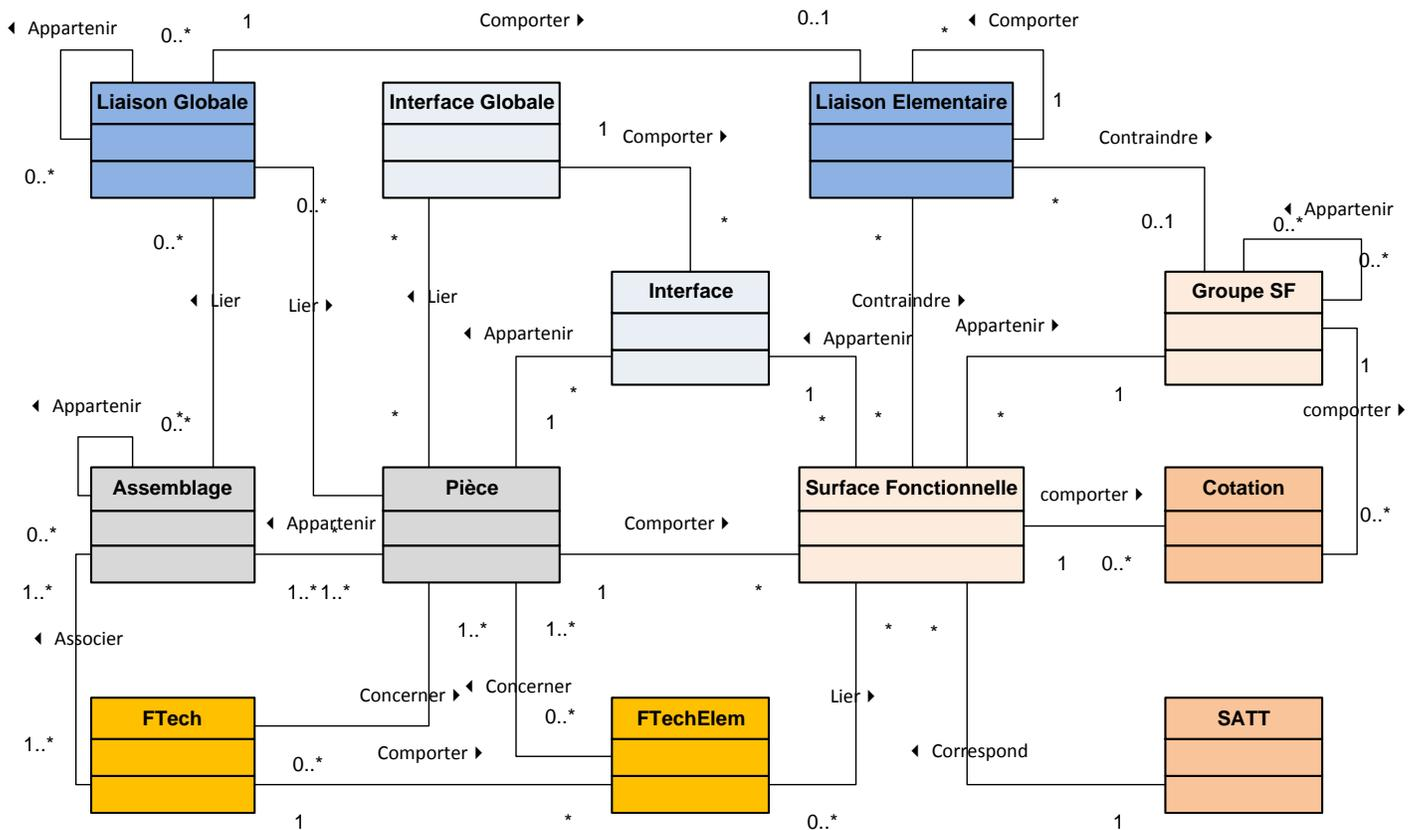 1
Comporter
0..1
Comporter
Appartenir
0..*
*
Liaison Globale
Interface Globale
Liaison Elementaire
1
1
Comporter
Contraindre
0..*
0..*
*
Appartenir
*
0..1
0..*
0..*
*
*
0..*
Interface
Groupe SF
Lier
Lier
Lier
Contraindre
Appartenir
Appartenir
Appartenir
1
*
1
1
Appartenir
comporter
0..*
*
*
1
*
*
*
Assemblage
Pièce
Surface Fonctionnelle
comporter
Cotation
0..*
Appartenir
*
Comporter
0..*
1..*
1..*
1..*
1
*
1
0..*
Associer
1..*
1..*
*
*
Concerner
Concerner
Lier
FTech
0..*
FTechElem
SATT
1..*
Comporter
Correspond
0..*
1
*
0..*
1